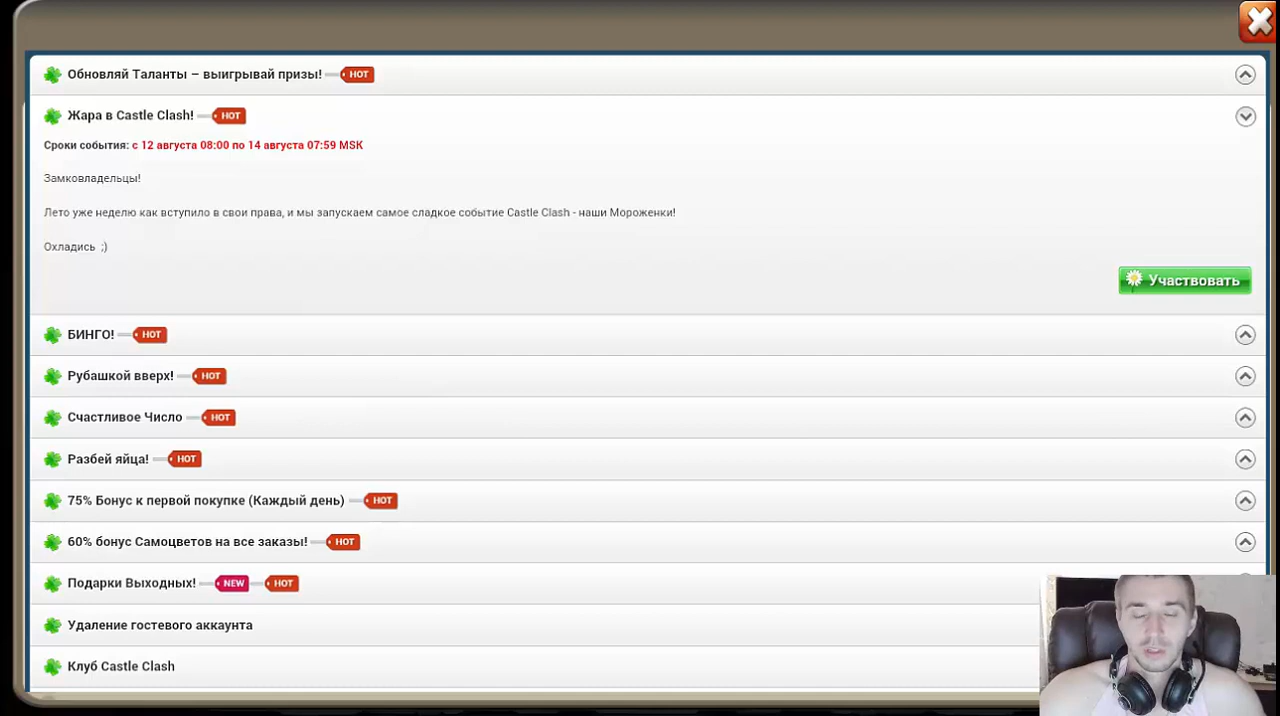 Обновляй Таланты – выигрывай призы! HOT
Жара в Castle Clash! HOT
Сроки события: с 12 августа 08:00 по 14 августа 07:59 MSK
Замковладельцы!
Лето уже неделю как вступило в свои права, и мы запускаем самое сладкое событие Castle Clash - наши Мороженки!
Охладись ;)
Участвовать
БИНГО! HOT
Рубашкой вверх! HOT
Счастливое Число HOT
Разбей яйца! HOT
75% Бонус к первой покупке (Каждый день) HOT
60% бонус Самоцветов на все заказы! HOT
Подарки Выходных! NEW HOT
Удаление гостевого аккаунта
Клуб Castle Clash